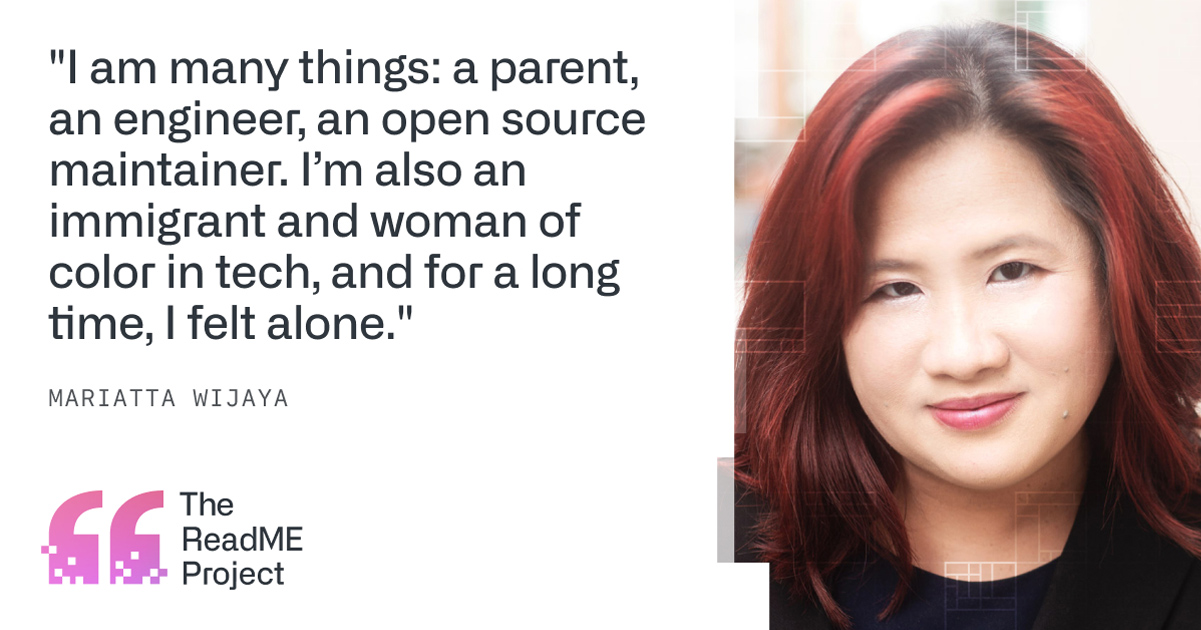 "I am many things: a parent,
an engineer, an open source
maintainer. I’m also an
immigrant and woman of
color in tech, and for a long
time, I felt alone."
MARIATTA WIJAYA
The
ReadME
Project